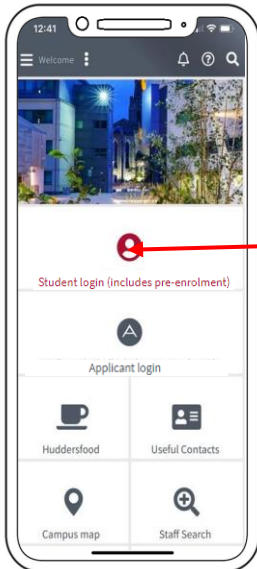 12:41
Welcome
Student login (includes pre-enrolment)
Applicant login
Huddersfood
Useful Contacts
Campus map
Staff Search